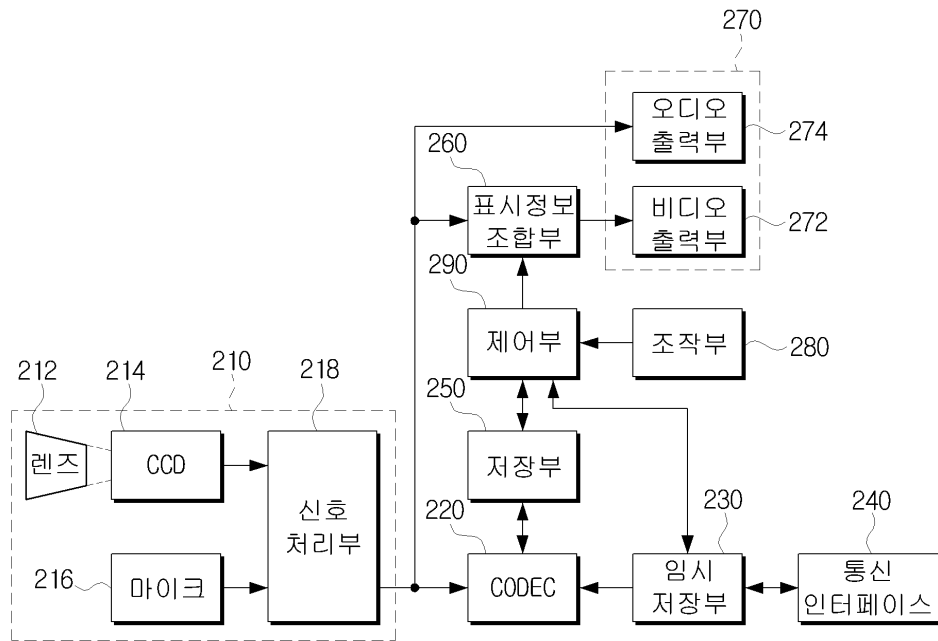 270
오디오
출력부
274
260
표시정보
조합부
비디오
출력부
272
290
제어부
조작부
280
212
214
210
218
250
렌즈
CCD
저장부
신호
처리부
220
230
240
216
마이크
CODEC
임시
저장부
통신
인터페이스